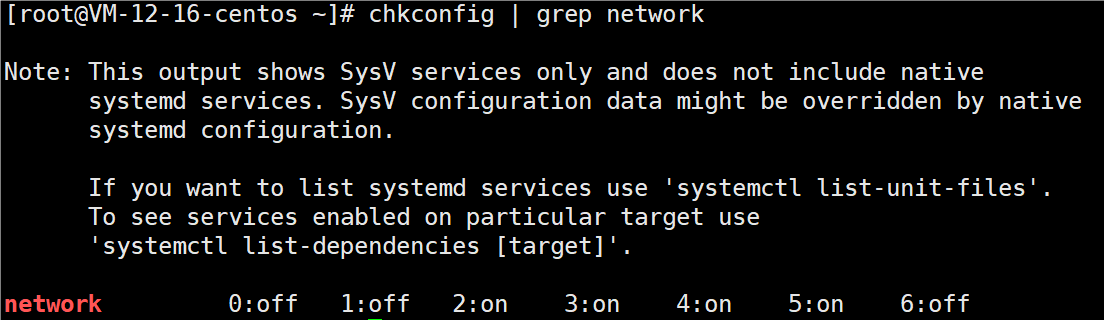 [root@VM-12-16-centos ~]# chkconfig | grep network
Note: This output shows SysV services only and does not include native
systemd services. SysV configuration data might be overridden by native
systemd configuration.
If you want to list systemd services use 'systemctl list-unit-files'.
To see services enabled on particular target use
'systemctl list-dependencies [target]'.
network 0:off 1:off 2:on 3:on 4:on 5:on 6:off